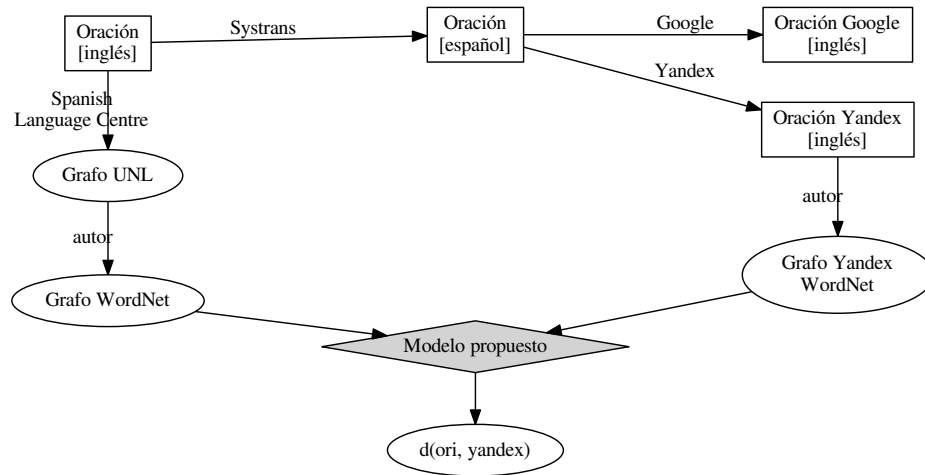 Oración
[inglés]
Systrans
Oración
[español]
Google
Oración Google
[inglés]
Yandex
Spanish
Language Centre
Oración Yandex
[inglés]
Grafo UNL
autor
autor
Grafo WordNet
Grafo Yandex
WordNet
Modelo propuesto
d(ori, yandex)